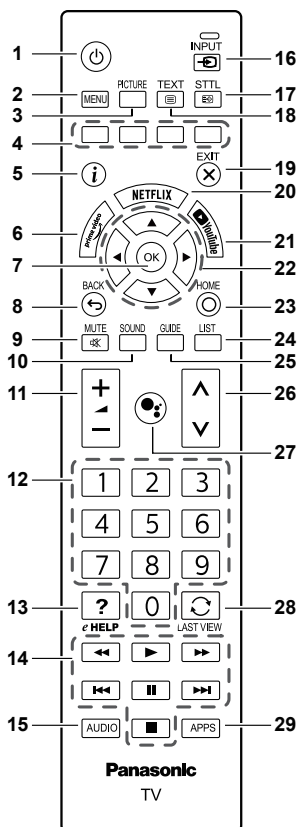 INPUT
1
16
MENU PICTURE TEXT STTL
2
17
3
18
4
EXIT
5
i
19
NETFLIX
20
prime video
YouTube
6
21
OK
7
22
BACK
HOME
8
23
MUTE SOUND GUIDE LIST
9
24
10
25
11
26
27
12
1 2 3
4 5 6
7 8 9
13
? 0
28
e HELP LAST VIEW
14
15
AUDIO APPS
29
Panasonic
TV